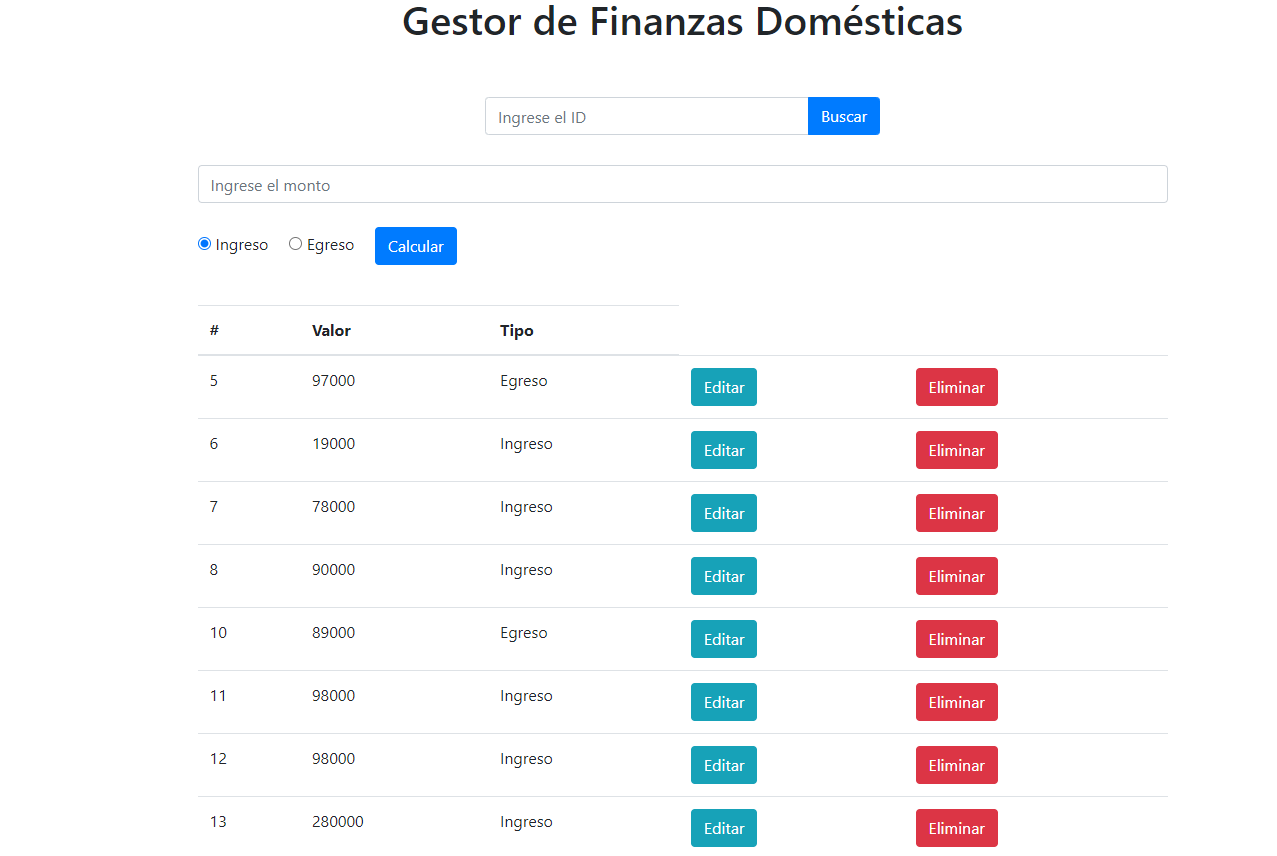 Gestor de Finanzas Domésticas
Ingrese el ID Buscar
Ingrese el monto
Ingreso Egreso Calcular
# Valor Tipo
5 97000 Egreso Editar Eliminar
6 19000 Ingreso Editar Eliminar
7 78000 Ingreso Editar Eliminar
8 90000 Ingreso Editar Eliminar
10 89000 Egreso Editar Eliminar
11 98000 Ingreso Editar Eliminar
12 98000 Ingreso Editar Eliminar
13 280000 Ingreso Editar Eliminar